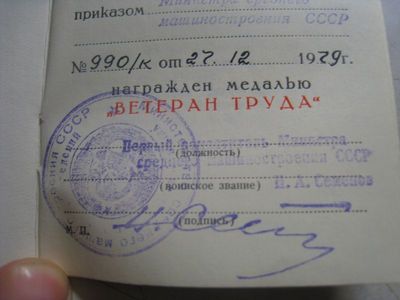 Министра среднего
приказом машиностроения СССР
№ 990/к от 27.12 1979г.
награжден медалью
„ВЕТЕРАН ТРУДА“
Первый заместитель Министра
(должность)
среднего машиностроения СССР
(воинское звание) П. А. Семенов
(подпись)
М. П.